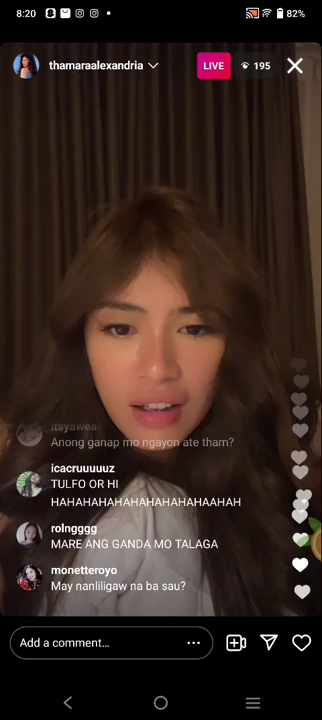 8:20
82%
thamaraalexandria
LIVE
195
itsyawea
Anong ganap mo ngayon ate tham?
icacruuuuuz
TULFO OR HI
HAHAHAHAHAHAHAHAHAHAAHAH
rolngggg
MARE ANG GANDA MO TALAGA
monetteroyo
May nanliligaw na ba sau?
Add a comment...